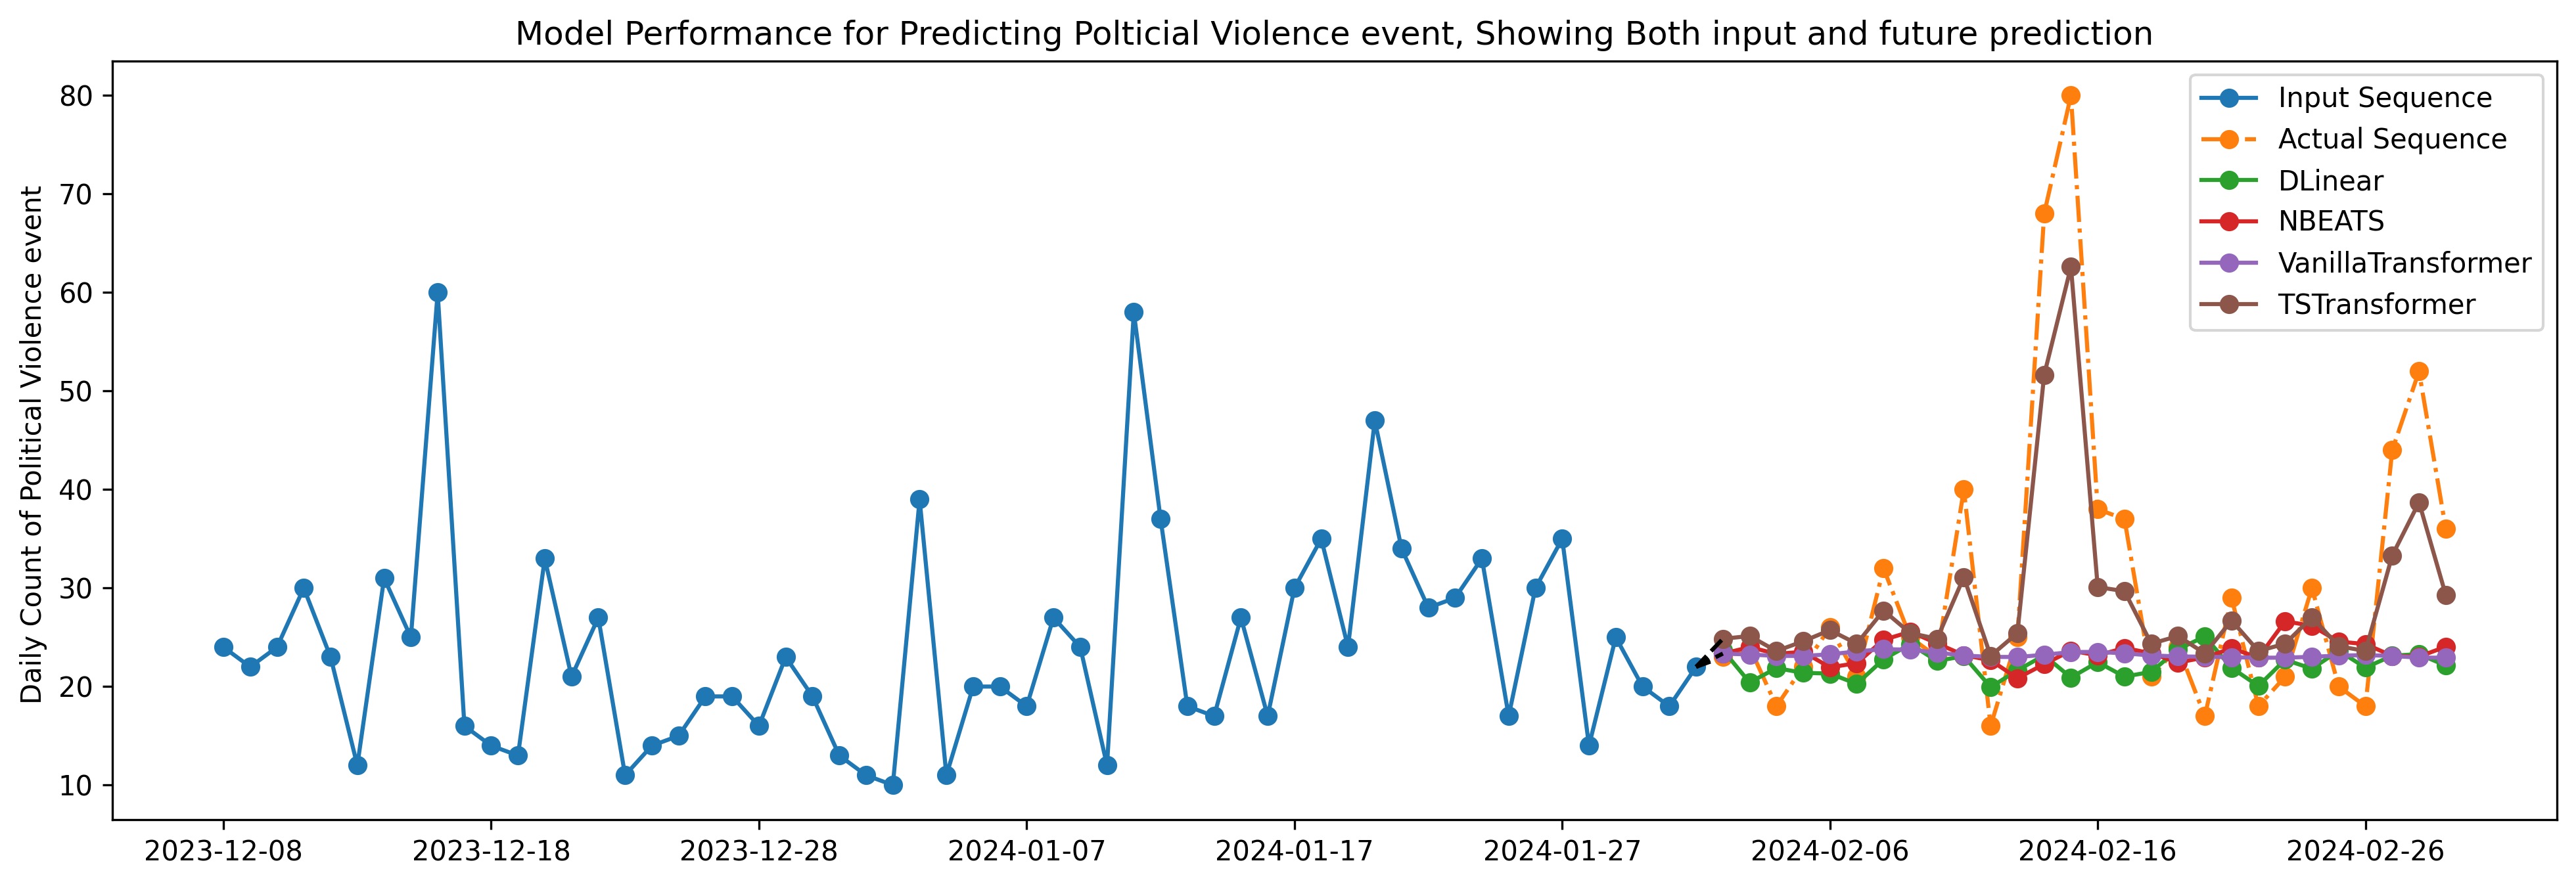 Model Performance for Predicting Polticial Violence event, Showing Both input and future prediction
Daily Count of Political Violence event
80
70
60
50
40
30
20
10
2023-12-08
2023-12-18
2023-12-28
2024-01-07
2024-01-17
2024-01-27
2024-02-06
2024-02-16
2024-02-26
Input Sequence
Actual Sequence
DLinear
NBEATS
VanillaTransformer
TSTransformer